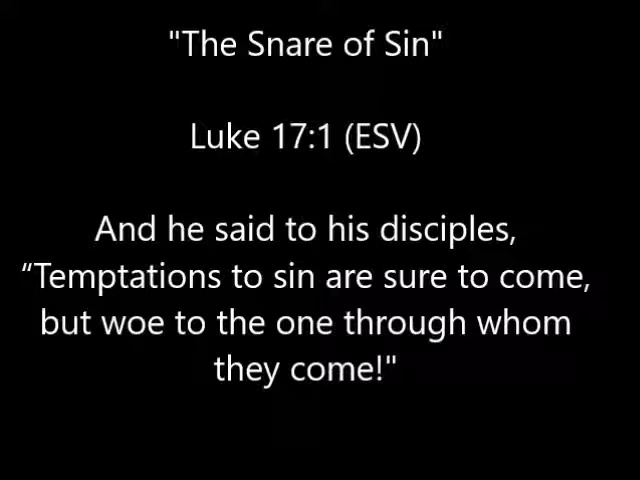 "The Snare of Sin"
Luke 17:1 (ESV)
And he said to his disciples,
“Temptations to sin are sure to come,
but woe to the one through whom
they come!"